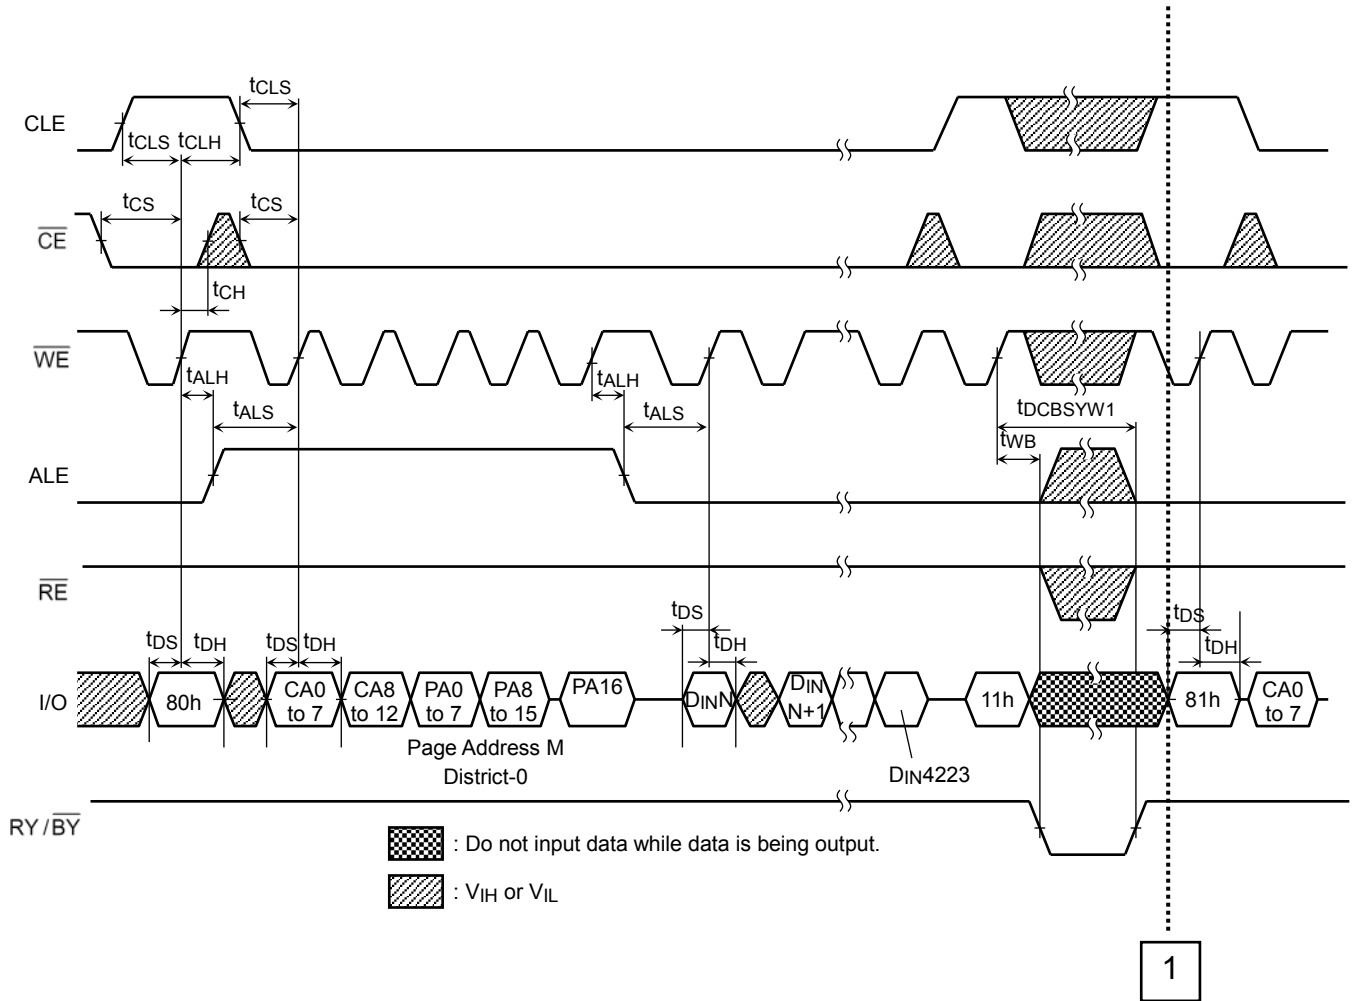 tCLS
CLE
tCLS
tCLH
tCS
tCS
CE
tCH
WE
tALH
tALS
tALH
tALS
tDCBSYW1
tWB
ALE
RE
tDS
tDH
tDS
tDH
tDS
tDH
tDS
tDH
I/O
80h
CA0
to 7
CA8
to 12
PA0
to 7
PA8
to 15
PA16
DINN
DIN
N+1
11h
81h
CA0
to 7
Page Address M
District-0
DIN4223
RY/BY
: Do not input data while data is being output.
: VIH or VIL
1